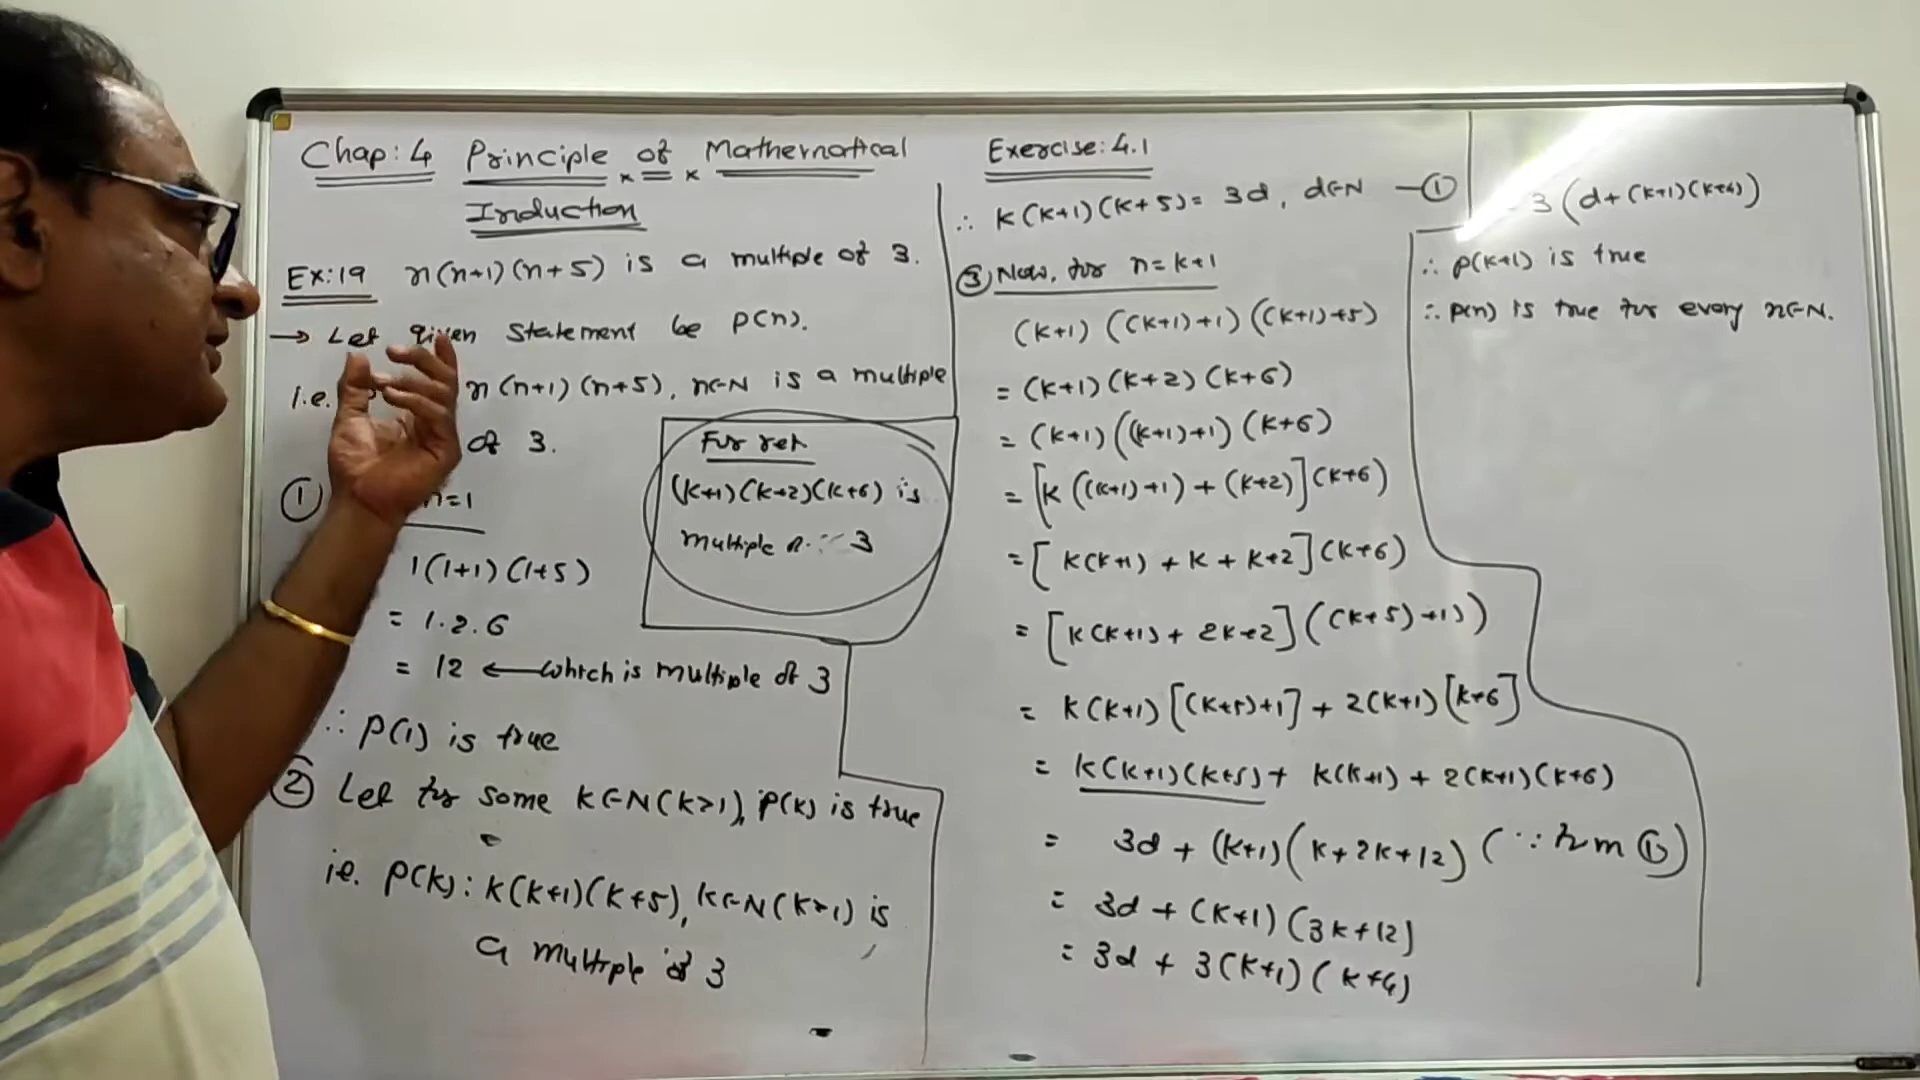 Chap: 4 Principle of Mathematical
Induction
Ex: 19 n(n+1)(n+5) is a multiple of 3.
→ Let given statement be P(n).
i.e. n(n+1)(n+5), n∈N is a multiple
of 3.
① n=1
1(1+1)(1+5)
= 1.2.6
= 12 ← which is multiple of 3
∴ P(1) is true
② Let for some k∈N(k>1), P(k) is true
ie. P(k): k(k+1)(k+5), k∈N(k>1) is
a multiple of 3
For ref.
(k+1)(k+2)(k+6) is
multiple 3
Exercise: 4.1
∴ k(k+1)(k+5) = 3d, d∈N —①
③ Now, for n=k+1
(k+1)((k+1)+1)((k+1)+5)
= (k+1)(k+2)(k+6)
= (k+1)((k+1)+1)(k+6)
= [k((k+1)+1)+(k+2)](k+6)
= [k(k+1)+k+k+2](k+6)
= [k(k+1)+2k+2]((k+5)+1))
= k(k+1)[(k+5)+1]+2(k+1)[k+6]
= k(k+1)(k+5)+k(k+1)+2(k+1)(k+6)
= 3d+(k+1)(k+2k+12) (∵ from ①)
= 3d+(k+1)(3k+12)
= 3d+3(k+1)(k+4)
3(d+(k+1)(k+4))
∴ P(k+1) is true
∴ P(n) is true for every n∈N.